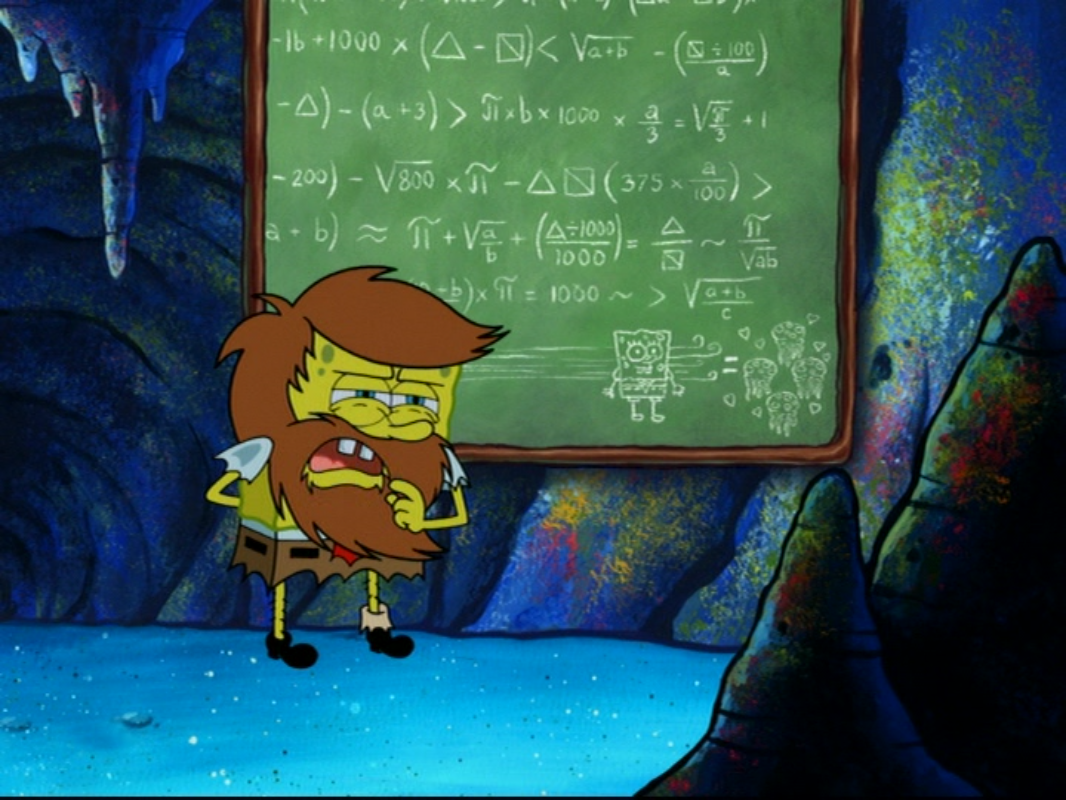 -1b +1000 × (△ - ⍂) < √a+b - (⍂ ÷ 100 / a)
-△) - (a + 3) > π × b × 1000 × a/3 = √π/3 + 1
-200) - √800 × π - △ ⍂ (375 × a/100) >
a + b) ≈ π + √a/b + (△÷1000 / 1000) = △/⍂ ~ π/√ab
b) × π = 1000 ~ > √a+b/c
=